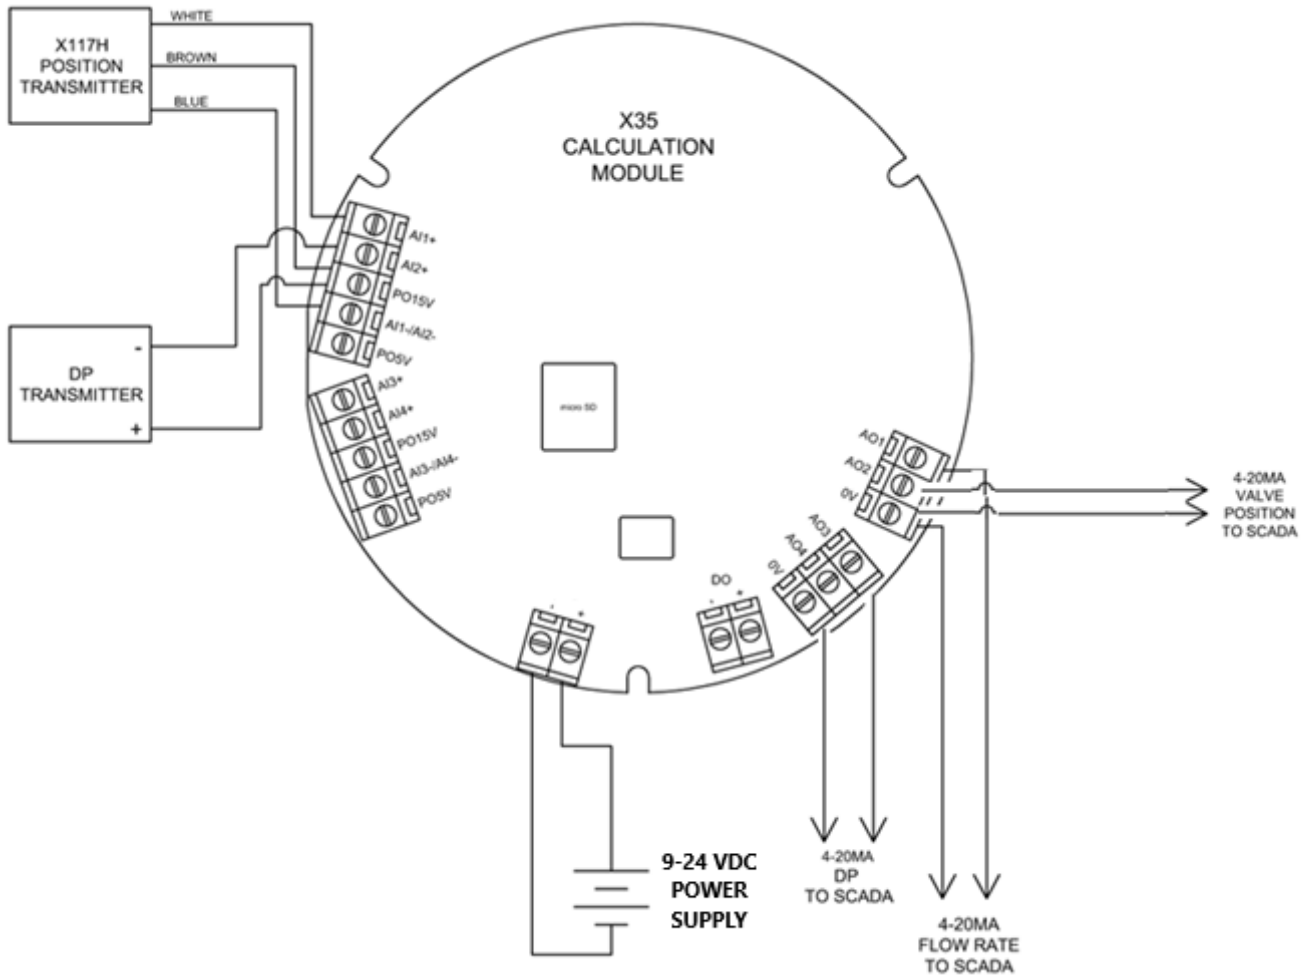 WHITE
X117H
POSITION
TRANSMITTER
BROWN
BLUE
X35
CALCULATION
MODULE
AI1+
AI2+
PO15V
AI1-/AI2-
PO5V
DP
TRANSMITTER
-
+
AI3+
AI4+
PO15V
AI3-/AI4-
PO5V
micro SD
AO1
AO2
0V
4-20MA
VALVE
POSITION
TO SCADA
AO3
AO4
0V
DO
- +
- +
9-24 VDC
POWER
SUPPLY
4-20MA
DP
TO SCADA
4-20MA
FLOW RATE
TO SCADA